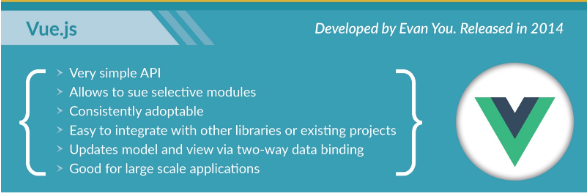 Vue.js
Developed by Evan You. Released in 2014
Very simple API
Allows to sue selective modules
Consistently adoptable
Easy to integrate with other libraries or existing projects
Updates model and view via two-way data binding
Good for large scale applications